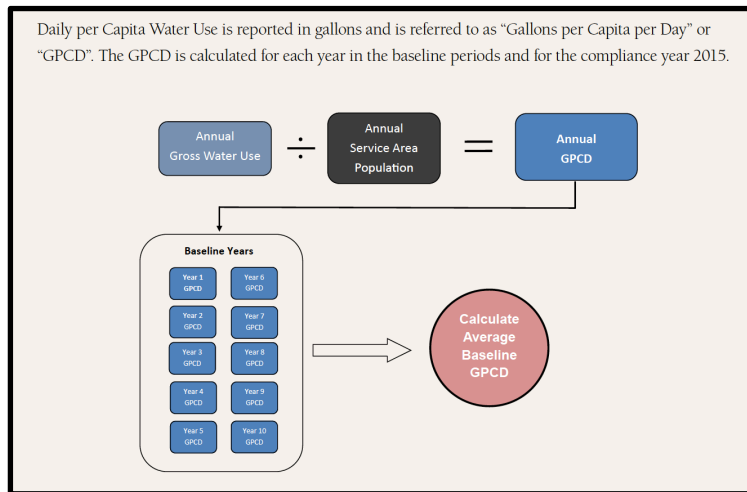 Daily per Capita Water Use is reported in gallons and is referred to as “Gallons per Capita per Day” or
“GPCD”. The GPCD is calculated for each year in the baseline periods and for the compliance year 2015.
Annual
Gross Water Use
÷
Annual
Service Area
Population
=
Annual
GPCD
Baseline Years
Year 1
GPCD
Year 6
GPCD
Year 2
GPCD
Year 7
GPCD
Year 3
GPCD
Year 8
GPCD
Year 4
GPCD
Year 9
GPCD
Year 5
GPCD
Year 10
GPCD
Calculate
Average
Baseline
GPCD